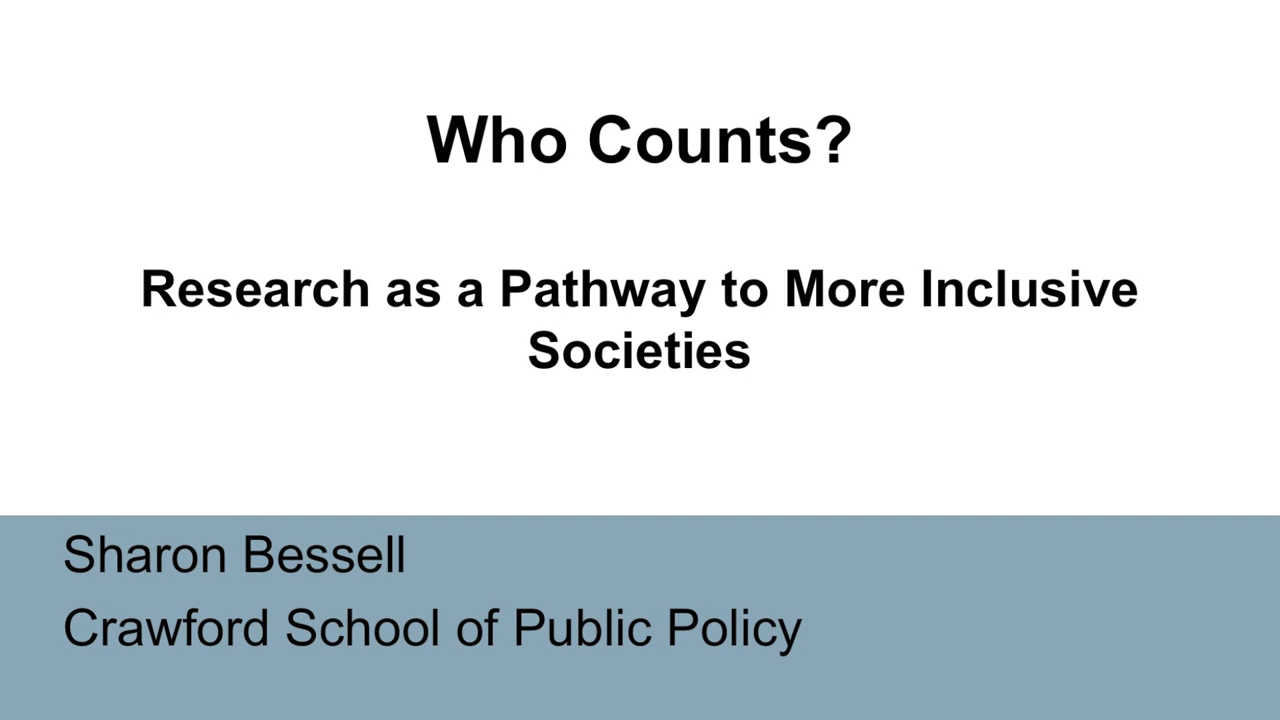 Who Counts?
Research as a Pathway to More Inclusive
Societies
Sharon Bessell
Crawford School of Public Policy